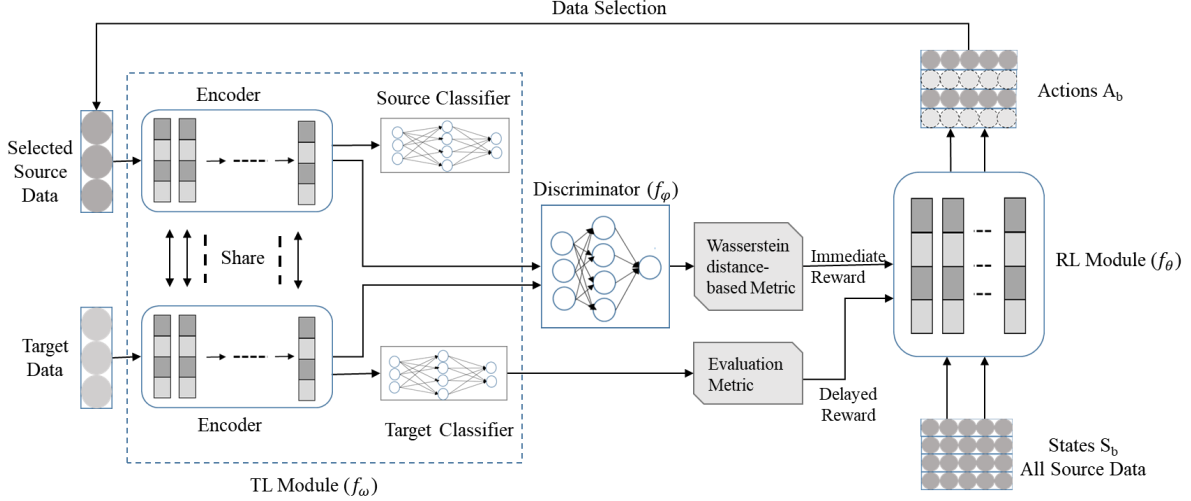 Data Selection
Encoder
Source Classifier
Actions A_b
Selected
Source
Data
Discriminator (f_φ)
Share
Wasserstein
distance-
based Metric
Immediate
Reward
RL Module (f_θ)
Target
Data
Evaluation
Metric
Delayed
Reward
Encoder
Target Classifier
States S_b
All Source Data
TL Module (f_ω)